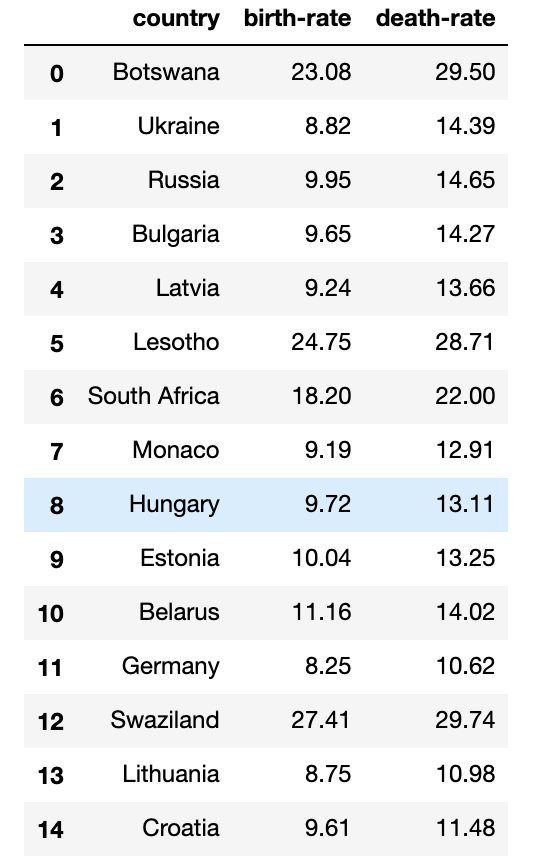 country birth-rate death-rate
0 Botswana 23.08 29.50
1 Ukraine 8.82 14.39
2 Russia 9.95 14.65
3 Bulgaria 9.65 14.27
4 Latvia 9.24 13.66
5 Lesotho 24.75 28.71
6 South Africa 18.20 22.00
7 Monaco 9.19 12.91
8 Hungary 9.72 13.11
9 Estonia 10.04 13.25
10 Belarus 11.16 14.02
11 Germany 8.25 10.62
12 Swaziland 27.41 29.74
13 Lithuania 8.75 10.98
14 Croatia 9.61 11.48